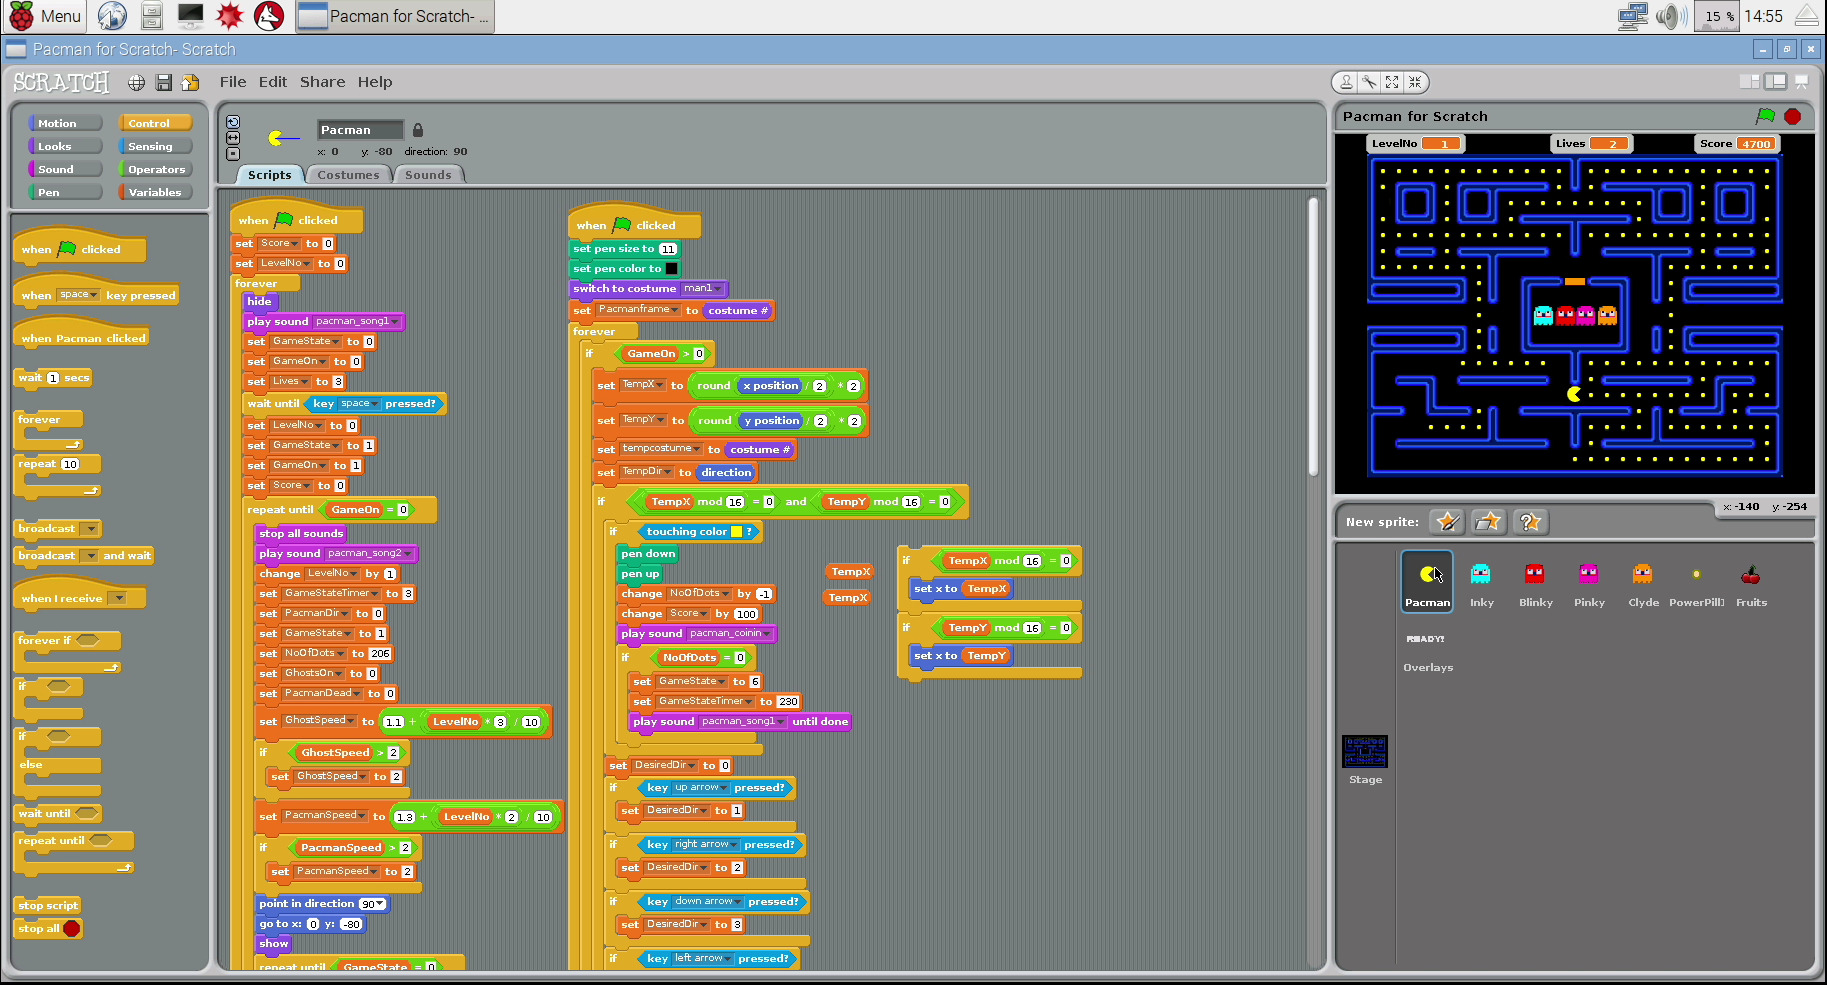 Menu
Pacman for Scratch- ...
15 %
14:55
Pacman for Scratch- Scratch
SCRATCH
File Edit Share Help
Motion Control
Looks Sensing
Sound Operators
Pen Variables
when clicked
when space key pressed
when Pacman clicked
wait 1 secs
forever
repeat 10
broadcast
broadcast and wait
when I receive
forever if
if
if
else
wait until
repeat until
stop script
stop all
Pacman
x: 0 y: -80 direction: 90
Scripts Costumes Sounds
when clicked
set Score to 0
set LevelNo to 0
forever
hide
play sound pacman_song1
set GameState to 0
set GameOn to 0
set Lives to 3
wait until key space pressed?
set LevelNo to 0
set GameState to 1
set GameOn to 1
set Score to 0
repeat until GameOn = 0
stop all sounds
play sound pacman_song2
change LevelNo by 1
set GameStateTimer to 3
set PacmanDir to 0
set GameState to 1
set NoOfDots to 206
set GhostsOn to 0
set PacmanDead to 0
set GhostSpeed to 1.1 + LevelNo * 3 / 10
if GhostSpeed > 2
set GhostSpeed to 2
set PacmanSpeed to 1.3 + LevelNo * 2 / 10
if PacmanSpeed > 2
set PacmanSpeed to 2
point in direction 90
go to x: 0 y: -80
show
repeat until GameState = 0
when clicked
set pen size to 11
set pen color to
switch to costume man1
set Pacmanframe to costume #
forever
if GameOn > 0
set TempX to round x position / 2 * 2
set TempY to round y position / 2 * 2
set tempcostume to costume #
set TempDir to direction
if TempX mod 16 = 0 and TempY mod 16 = 0
if touching color ?
pen down
pen up
change NoOfDots by -1
change Score by 100
play sound pacman_coinin
if NoOfDots = 0
set GameState to 6
set GameStateTimer to 230
play sound pacman_song1 until done
set DesiredDir to 0
if key up arrow pressed?
set DesiredDir to 1
if key right arrow pressed?
set DesiredDir to 2
if key down arrow pressed?
set DesiredDir to 3
if key left arrow pressed?
TempX
TempX
if TempX mod 16 = 0
set x to TempX
if TempY mod 16 = 0
set x to TempY
Pacman for Scratch
LevelNo 1 Lives 2 Score 4700
x: -140 y: -254
New sprite:
Pacman Inky Blinky Pinky Clyde PowerPill1 Fruits
READY!
Overlays
Stage